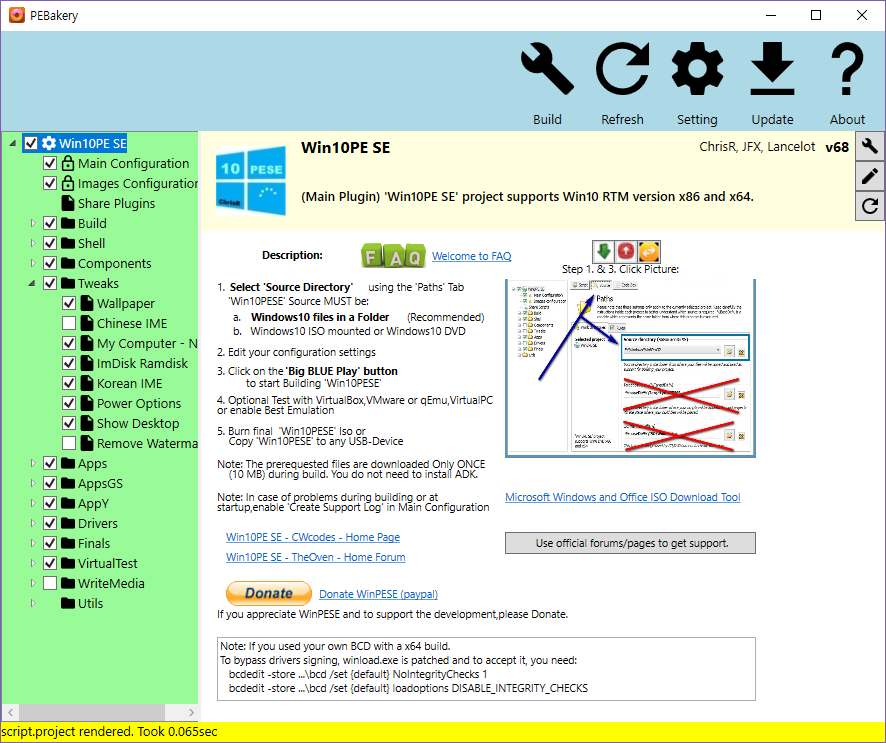 PEBakery
Build
Refresh
Setting
Update
About
Win10PE SE
Main Configuration
Images Configuration
Share Plugins
Build
Shell
Components
Tweaks
Wallpaper
Chinese IME
My Computer - N
ImDisk Ramdisk
Korean IME
Power Options
Show Desktop
Remove Waterma
Apps
AppsGS
AppY
Drivers
Finals
VirtualTest
WriteMedia
Utils
10 PESE
ChrisR
Win10PE SE
ChrisR, JFX, Lancelot v68
(Main Plugin) 'Win10PE SE' project supports Win10 RTM version x86 and x64.
Description:
FAQ
Welcome to FAQ
Step 1. & 3. Click Picture:
1. Select 'Source Directory' using the 'Paths' Tab
'Win10PESE' Source MUST be:
a. Windows10 files in a Folder (Recommended)
b. Windows10 ISO mounted or Windows10 DVD
2. Edit your configuration settings
3. Click on the 'Big BLUE Play' button
to start Building 'Win10PESE'
4. Optional Test with VirtualBox,VMware or qEmu,VirtualPC
or enable Best Emulation
5. Burn final 'Win10PESE' Iso or
Copy 'Win10PESE' to any USB-Device
Note: The prerequested files are downloaded Only ONCE
(10 MB) during build. You do not need to install ADK.
Note: In case of problems during building or at
startup,enable 'Create Support Log' in Main Configuration
Script
Source
Code Box
Paths
Source directory
Microsoft Windows and Office ISO Download Tool
Win10PE SE - CWcodes - Home Page
Win10PE SE - TheOven - Home Forum
Use official forums/pages to get support.
Donate
Donate WinPESE (paypal)
If you appreciate WinPESE and to support the development,please Donate.
Note: If you used your own BCD with a x64 build.
To bypass drivers signing, winload.exe is patched and to accept it, you need:
bcdedit -store ...\bcd /set {default} NoIntegrityChecks 1
bcdedit -store ...\bcd /set {default} loadoptions DISABLE_INTEGRITY_CHECKS
script.project rendered. Took 0.065sec